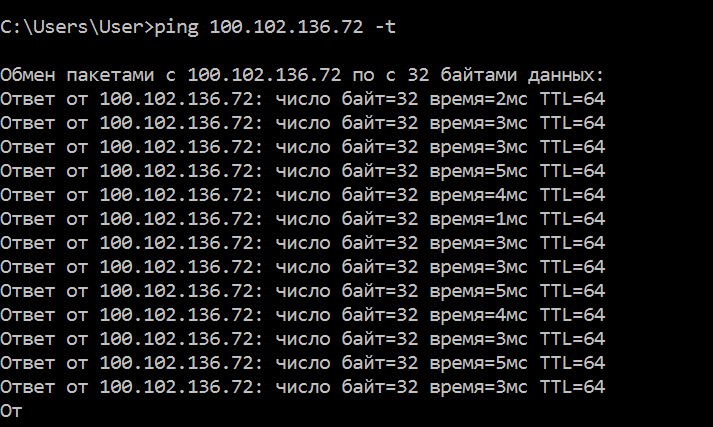 C:\Users\User>ping 100.102.136.72 -t
Обмен пакетами с 100.102.136.72 по с 32 байтами данных:
Ответ от 100.102.136.72: число байт=32 время=2мс TTL=64
Ответ от 100.102.136.72: число байт=32 время=3мс TTL=64
Ответ от 100.102.136.72: число байт=32 время=3мс TTL=64
Ответ от 100.102.136.72: число байт=32 время=5мс TTL=64
Ответ от 100.102.136.72: число байт=32 время=4мс TTL=64
Ответ от 100.102.136.72: число байт=32 время=1мс TTL=64
Ответ от 100.102.136.72: число байт=32 время=3мс TTL=64
Ответ от 100.102.136.72: число байт=32 время=3мс TTL=64
Ответ от 100.102.136.72: число байт=32 время=5мс TTL=64
Ответ от 100.102.136.72: число байт=32 время=4мс TTL=64
Ответ от 100.102.136.72: число байт=32 время=3мс TTL=64
Ответ от 100.102.136.72: число байт=32 время=5мс TTL=64
Ответ от 100.102.136.72: число байт=32 время=3мс TTL=64
От